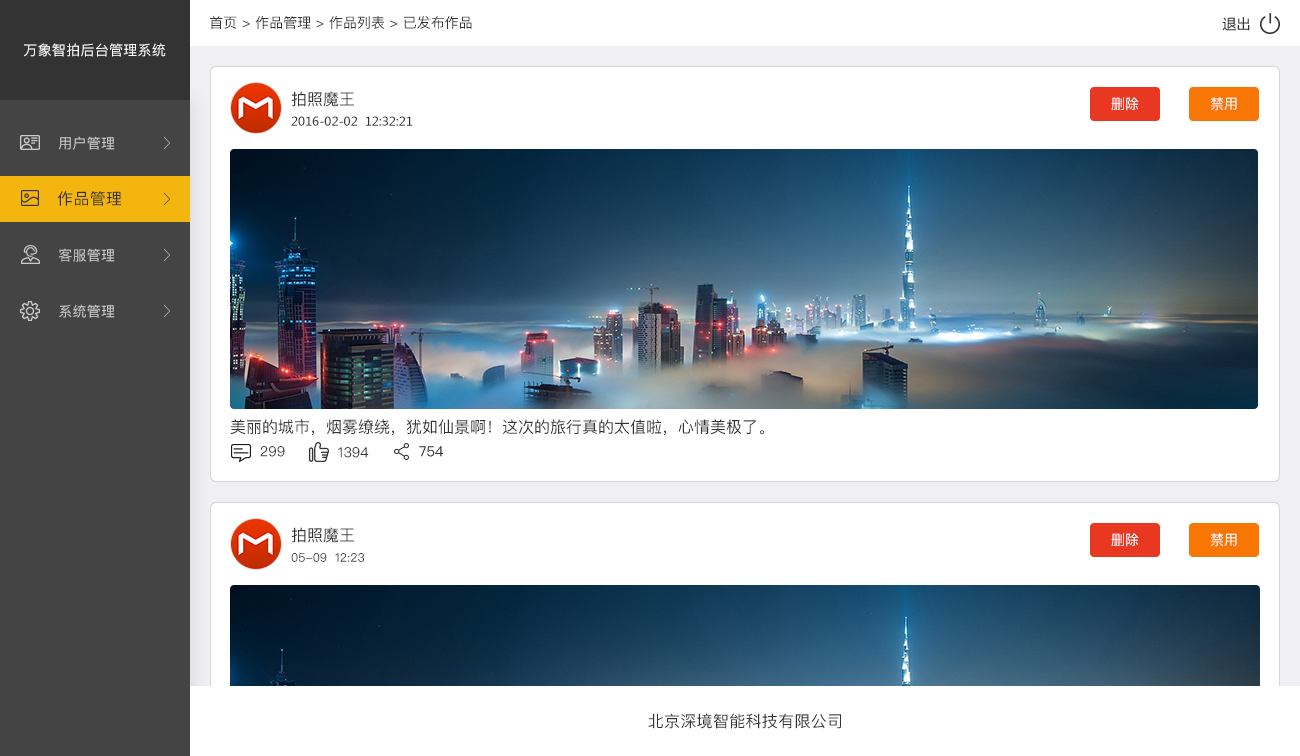 万象智拍后台管理系统
首页 > 作品管理 > 作品列表 > 已发布作品
退出
用户管理
作品管理
客服管理
系统管理
拍照魔王
2016-02-02 12:32:21
删除
禁用
美丽的城市，烟雾缭绕，犹如仙景啊！这次的旅行真的太值啦，心情美极了。
299
1394
754
拍照魔王
05-09 12:23
删除
禁用
北京深境智能科技有限公司